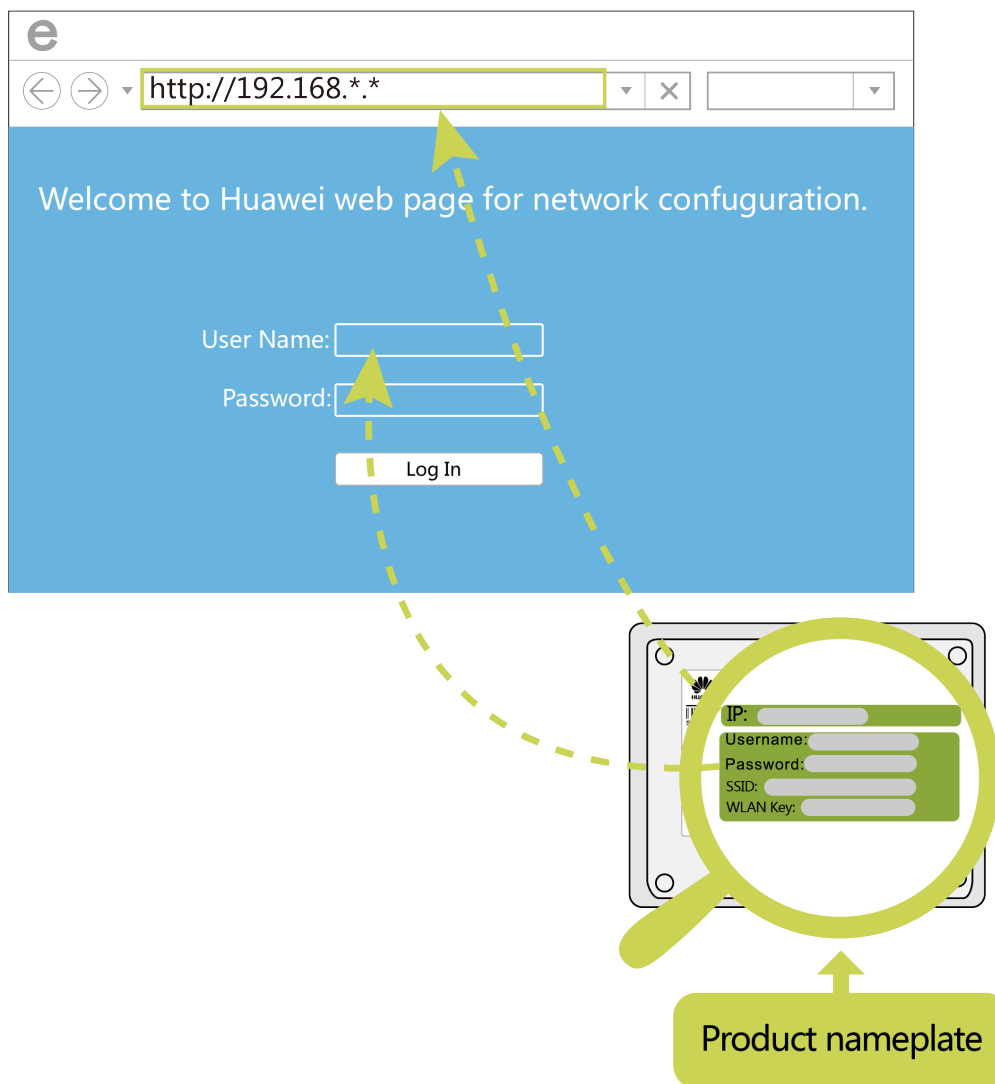 e
http://192.168.*.*
Welcome to Huawei web page for network confuguration.
User Name:
Password:
Log In
IP:
Username:
Password:
SSID:
WLAN Key:
Product nameplate